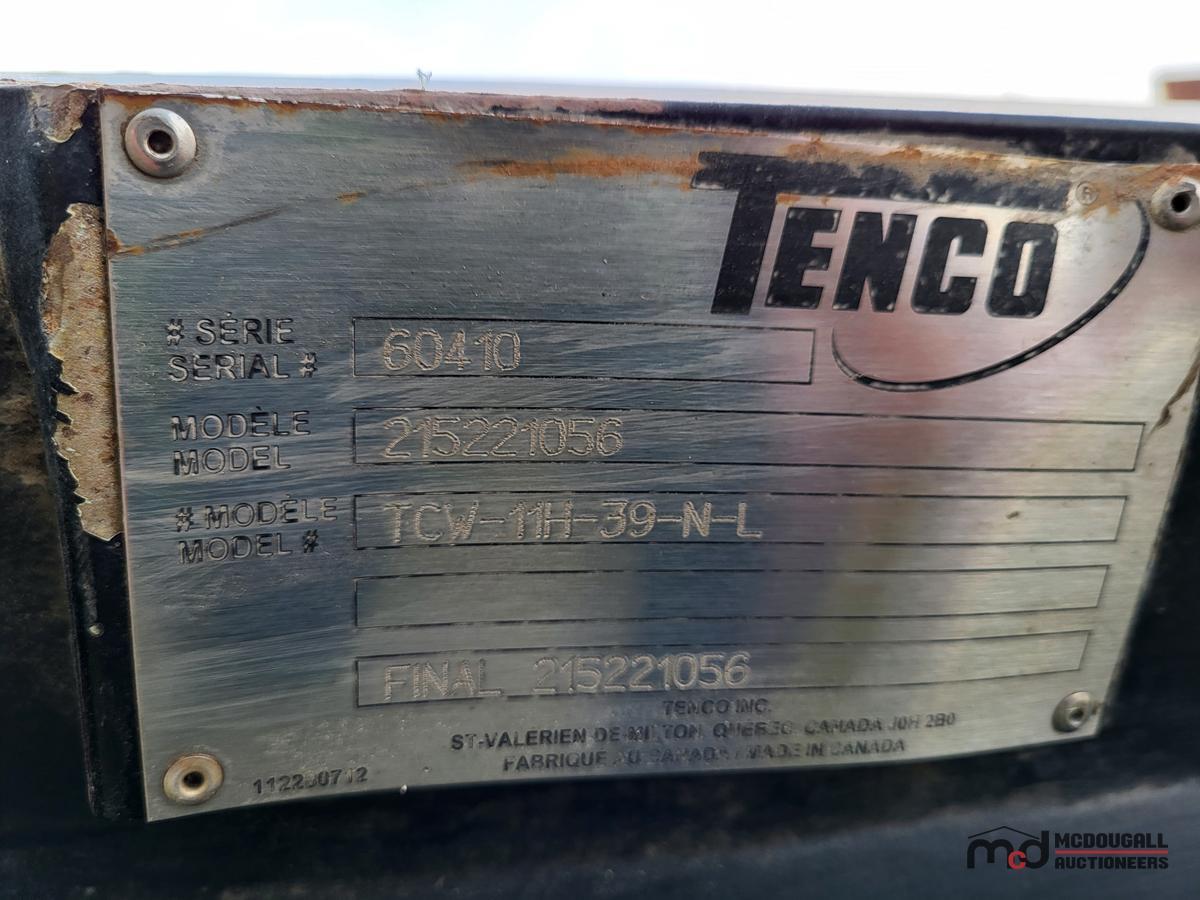 TENCO ®
# SÉRIE
SERIAL # 60410
MODÈLE
MODEL 215221056
# MODÈLE
MODEL # TCW-11H-39-N-L
FINAL 215221056
TENCO INC.
ST-VALERIEN DE-MILTON, QUEBEC, CANADA J0H 2B0
FABRIQUE AU CANADA / MADE IN CANADA
mcd MCDOUGALL
AUCTIONEERS